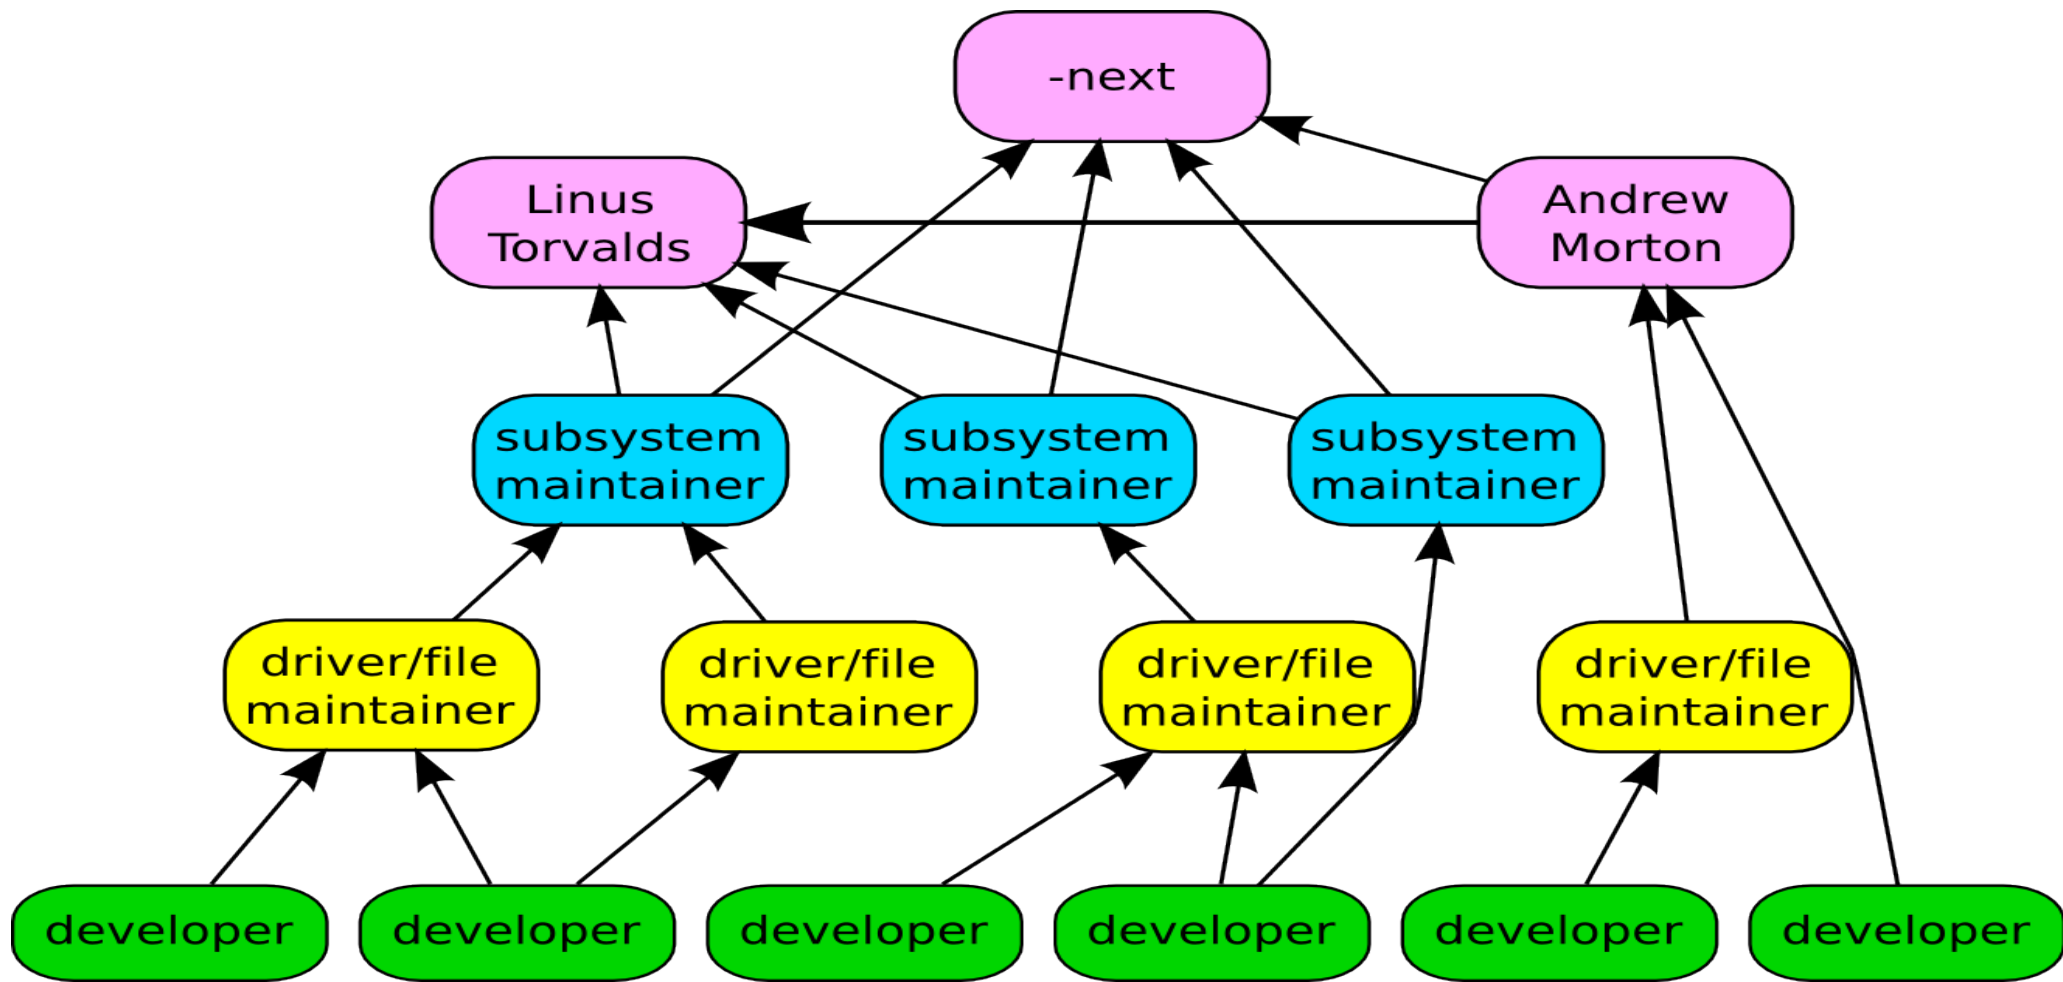 -next
Linus
Torvalds
Andrew
Morton
subsystem
maintainer
subsystem
maintainer
subsystem
maintainer
driver/file
maintainer
driver/file
maintainer
driver/file
maintainer
driver/file
maintainer
developer
developer
developer
developer
developer
developer